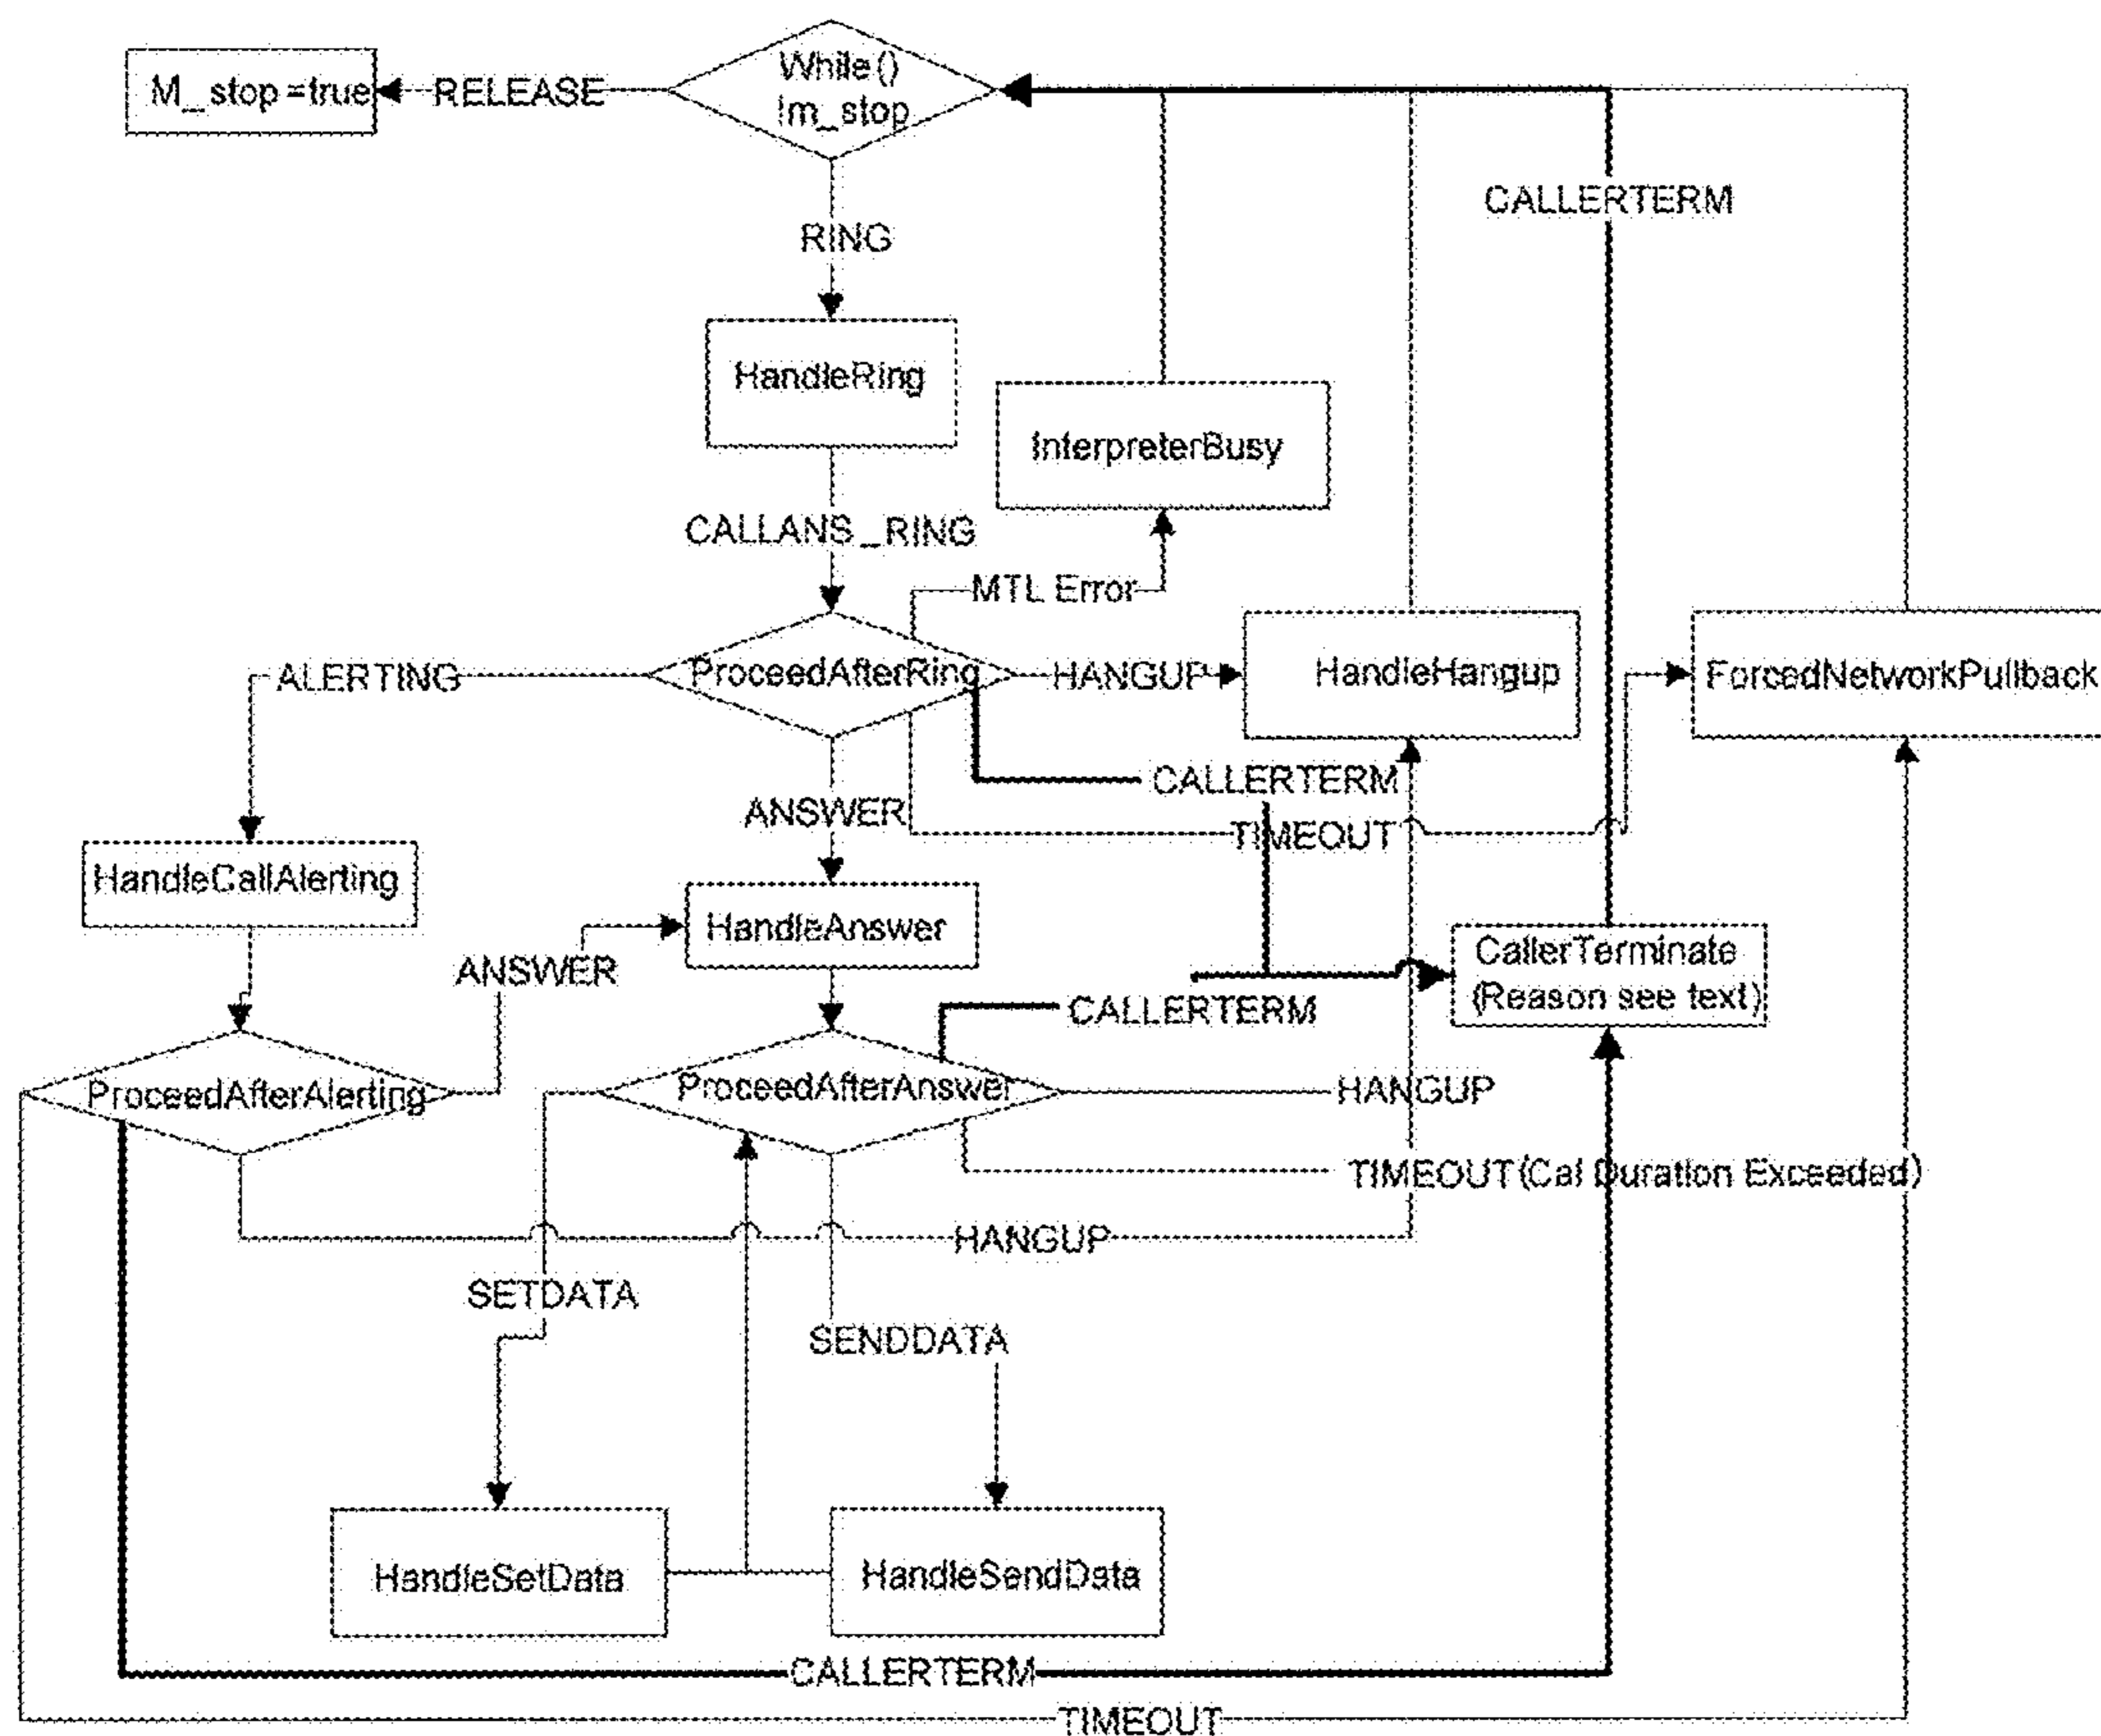 While()
!m_stop
M_stop=true
RELEASE
CALLERTERM
RING
HandleRing
InterpreterBusy
CALLANS_RING
MTL Error
ALERTING
ProceedAfterRing
HANGUP
HandleHangup
ForcedNetworkPullback
CALLERTERM
ANSWER
TIMEOUT
HandleCallAlerting
HandleAnswer
ANSWER
CallerTerminate
(Reason see text)
CALLERTERM
ProceedAfterAlerting
ProceedAfterAnswer
HANGUP
TIMEOUT(Cal Duration Exceeded)
HANGUP
SETDATA
SENDDATA
HandleSetData
HandleSendData
CALLERTERM
TIMEOUT